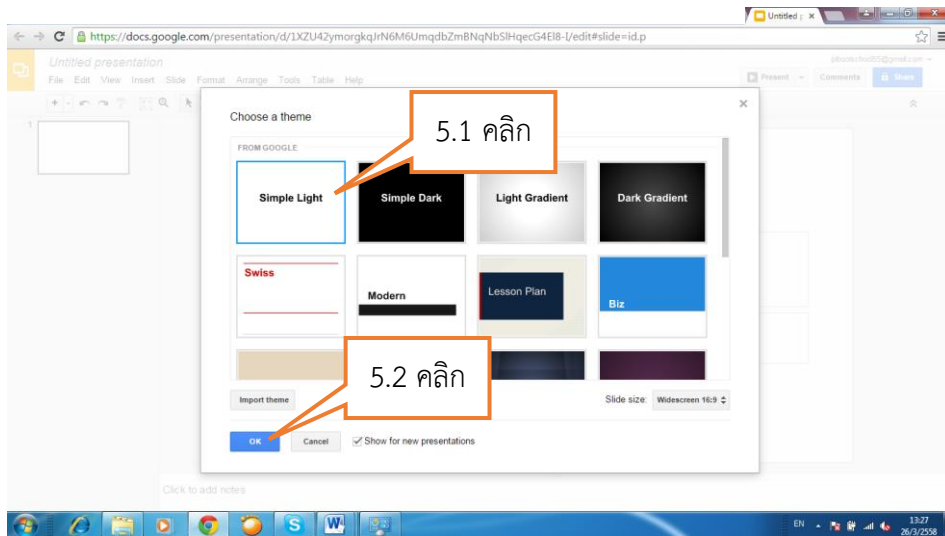 Untitled p
https://docs.google.com/presentation/d/1XZU42ymorgkqJrN6M6UmqdbZmBNqNbSlHqecG4El8-I/edit#slide=id.p
Untitled presentation
File Edit View Insert Slide Format Arrange Tools Table Help
Present Comments Share
1
Choose a theme
5.1 คลิก
FROM GOOGLE
Simple Light Simple Dark Light Gradient Dark Gradient
Swiss Modern Lesson Plan Biz
5.2 คลิก
Import theme
Slide size: Widescreen 16:9
OK Cancel Show for new presentations
Click to add notes
EN 13:27
26/3/2558